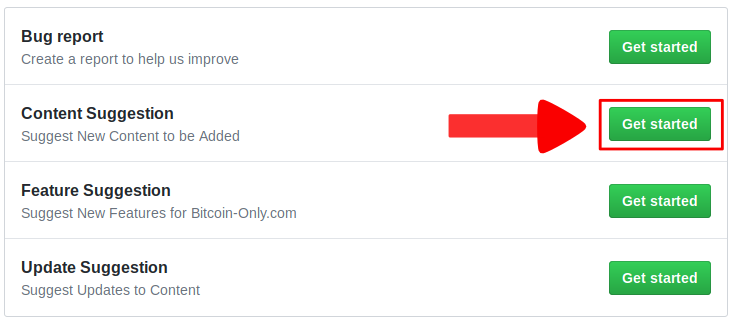 Bug report
Create a report to help us improve
Get started
Content Suggestion
Suggest New Content to be Added
Get started
Feature Suggestion
Suggest New Features for Bitcoin-Only.com
Get started
Update Suggestion
Suggest Updates to Content
Get started